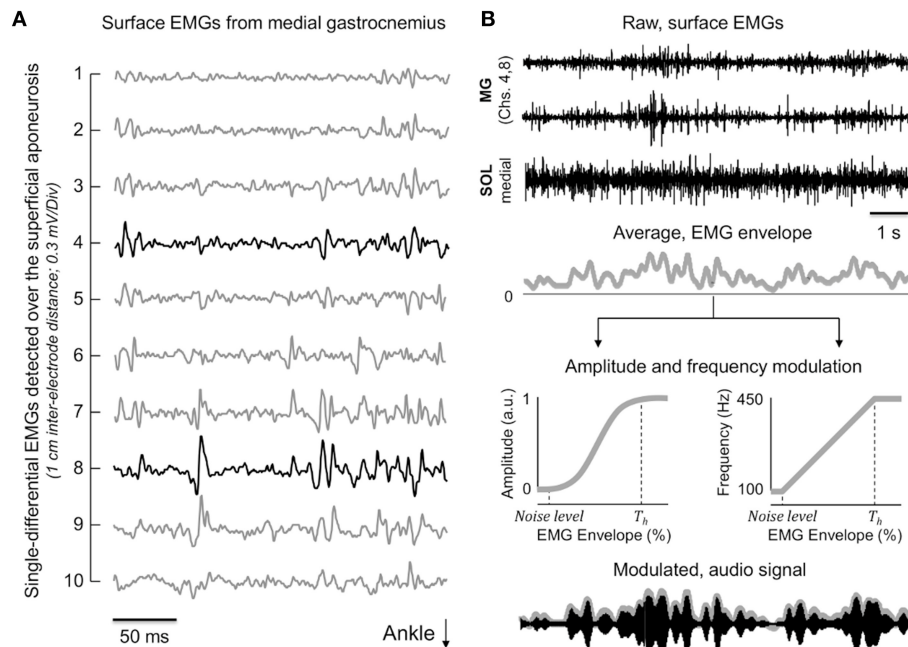 A
Surface EMGs from medial gastrocnemius
Single-differential EMGs detected over the superficial aponeurosis
(1 cm inter-electrode distance; 0.3 mV/Div)
1
2
3
4
5
6
7
8
9
10
50 ms
Ankle
B
Raw, surface EMGs
MG
(Chs. 4,8)
SOL
medial
1 s
Average, EMG envelope
0
Amplitude and frequency modulation
Amplitude (a.u.)
1
0
Noise level
Th
EMG Envelope (%)
Frequency (Hz)
450
100
Noise level
Th
EMG Envelope (%)
Modulated, audio signal